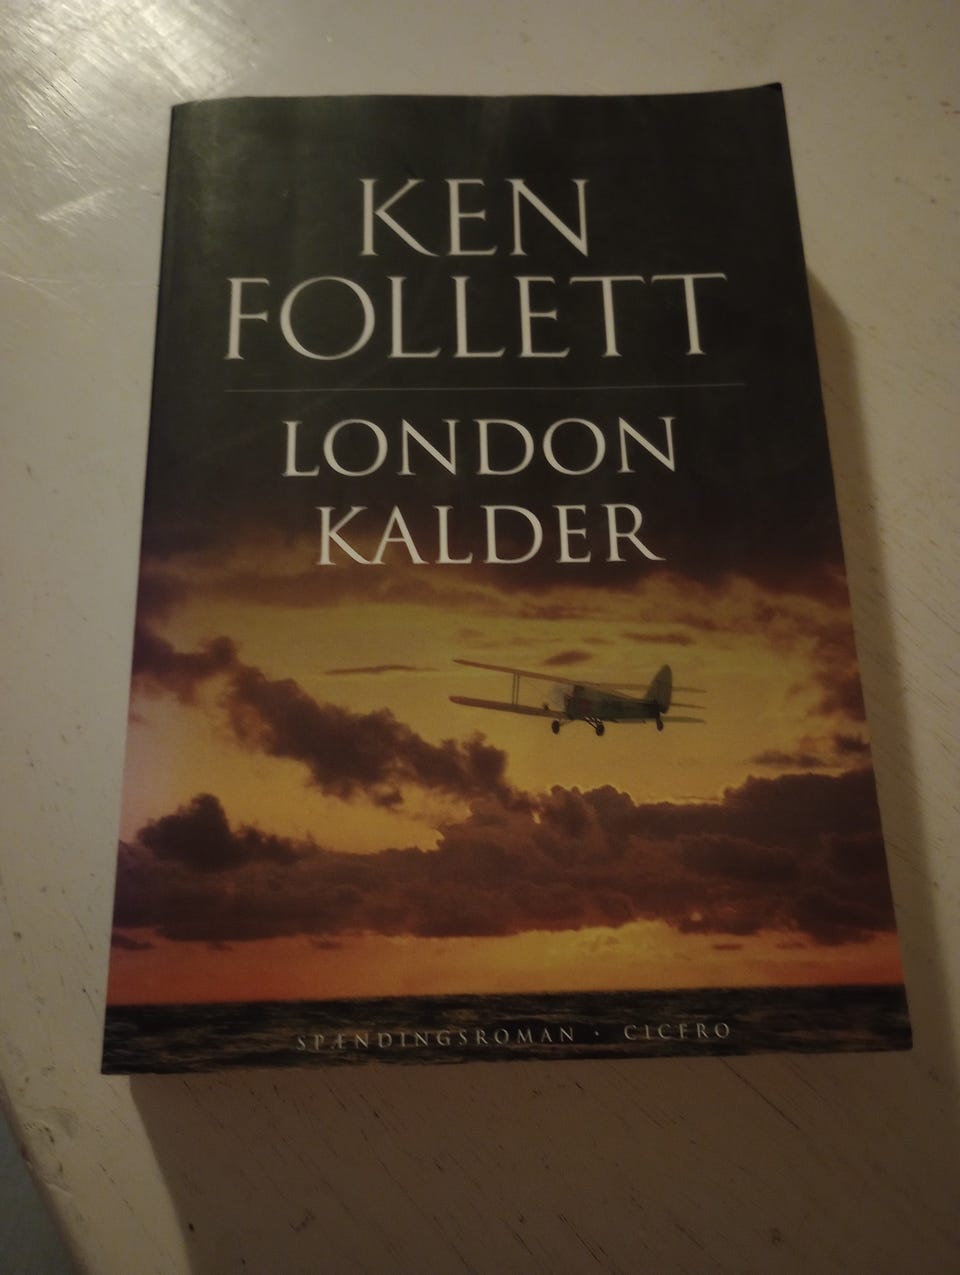 KEN
FOLLETT
LONDON
KALDER
SPÆNDINGSROMAN · CICERO